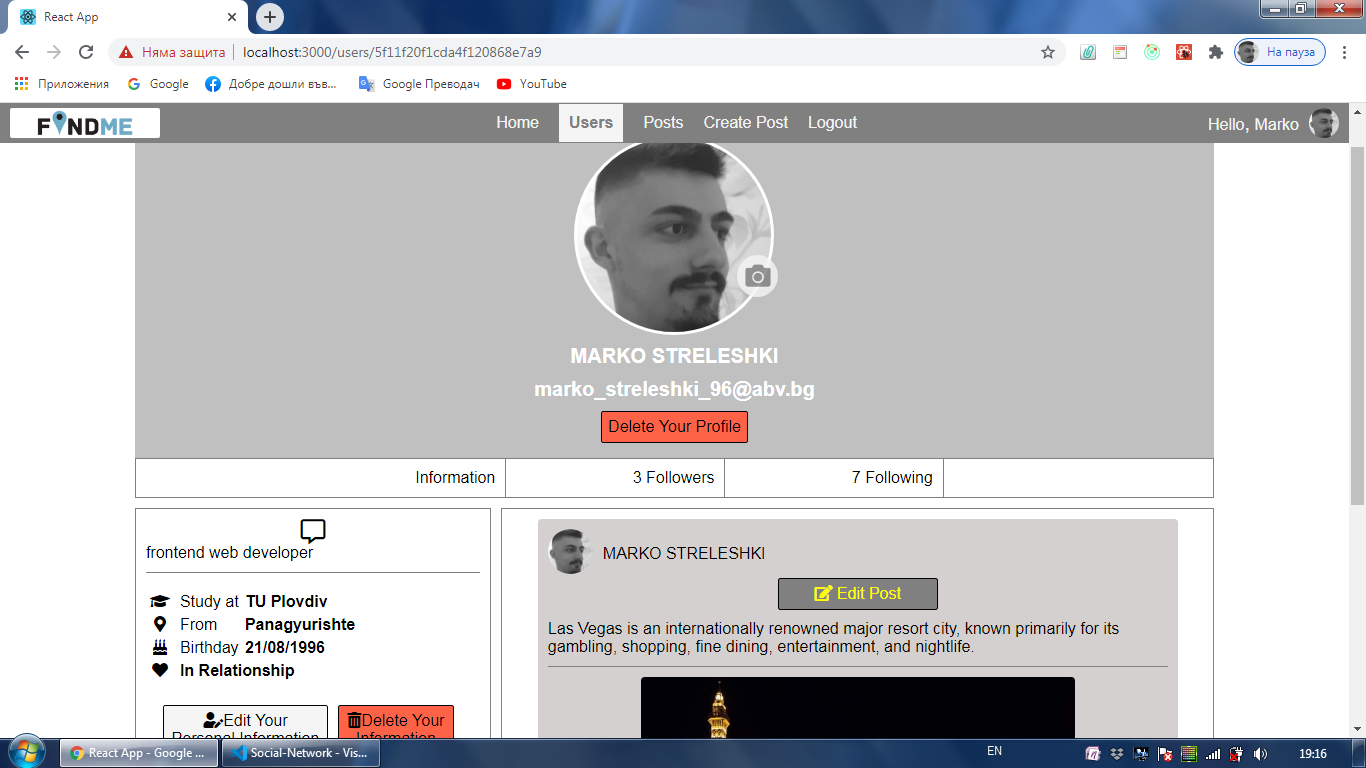 React App
Няма защита
localhost:3000/users/5f11f20f1cda4f120868e7a9
На пауза
Приложения
Google
Добре дошли във...
Google Преводач
YouTube
FINDME
Home
Users
Posts
Create Post
Logout
Hello, Marko
MARKO STRELESHKI
marko_streleshki_96@abv.bg
Delete Your Profile
Information
3 Followers
7 Following
frontend web developer
Study at TU Plovdiv
From Panagyurishte
Birthday 21/08/1996
In Relationship
Edit Your
Personal Information
Delete Your
Information
MARKO STRELESHKI
Edit Post
Las Vegas is an internationally renowned major resort city, known primarily for its
gambling, shopping, fine dining, entertainment, and nightlife.
React App - Google ...
Social-Network - Vis...
EN
19:16